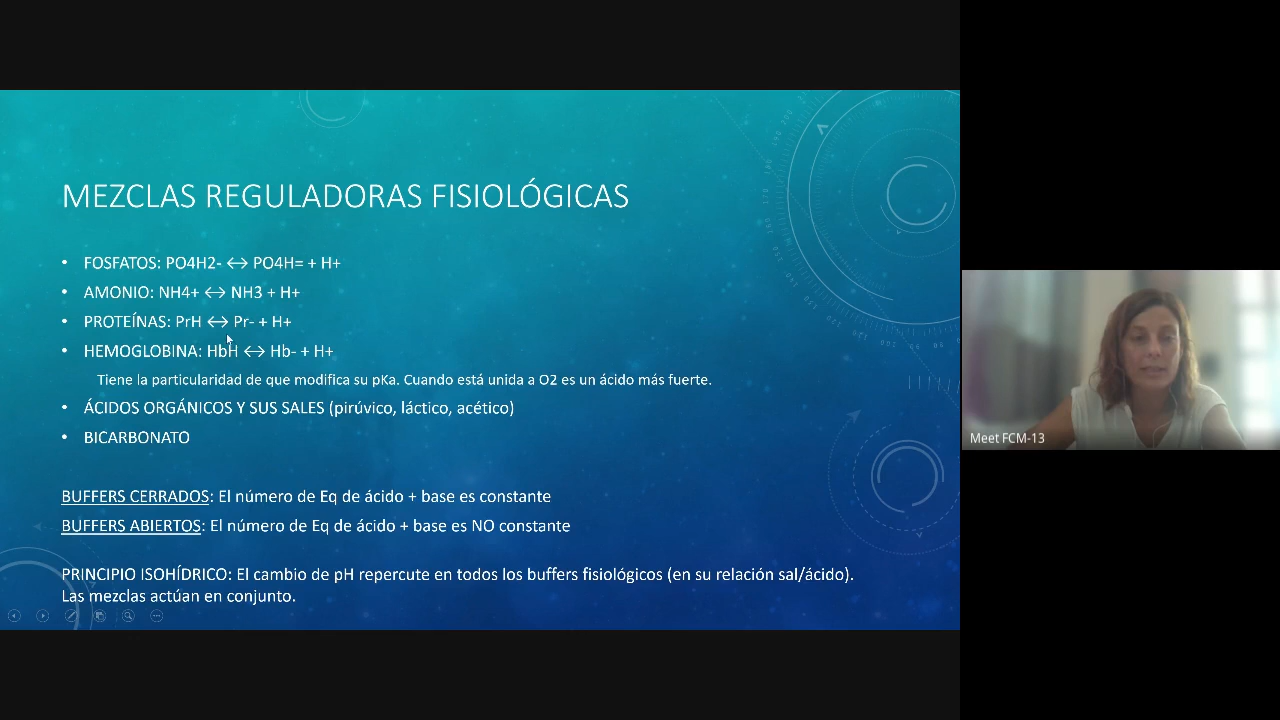 MEZCLAS REGULADORAS FISIOLÓGICAS
• FOSFATOS: PO4H2- ↔ PO4H= + H+
• AMONIO: NH4+ ↔ NH3 + H+
• PROTEÍNAS: PrH ↔ Pr- + H+
• HEMOGLOBINA: HbH ↔ Hb- + H+
Tiene la particularidad de que modifica su pKa. Cuando está unida a O2 es un ácido más fuerte.
• ÁCIDOS ORGÁNICOS Y SUS SALES (pirúvico, láctico, acético)
• BICARBONATO
BUFFERS CERRADOS: El número de Eq de ácido + base es constante
BUFFERS ABIERTOS: El número de Eq de ácido + base es NO constante
PRINCIPIO ISOHÍDRICO: El cambio de pH repercute en todos los buffers fisiológicos (en su relación sal/ácido).
Las mezclas actúan en conjunto.
Meet FCM-13